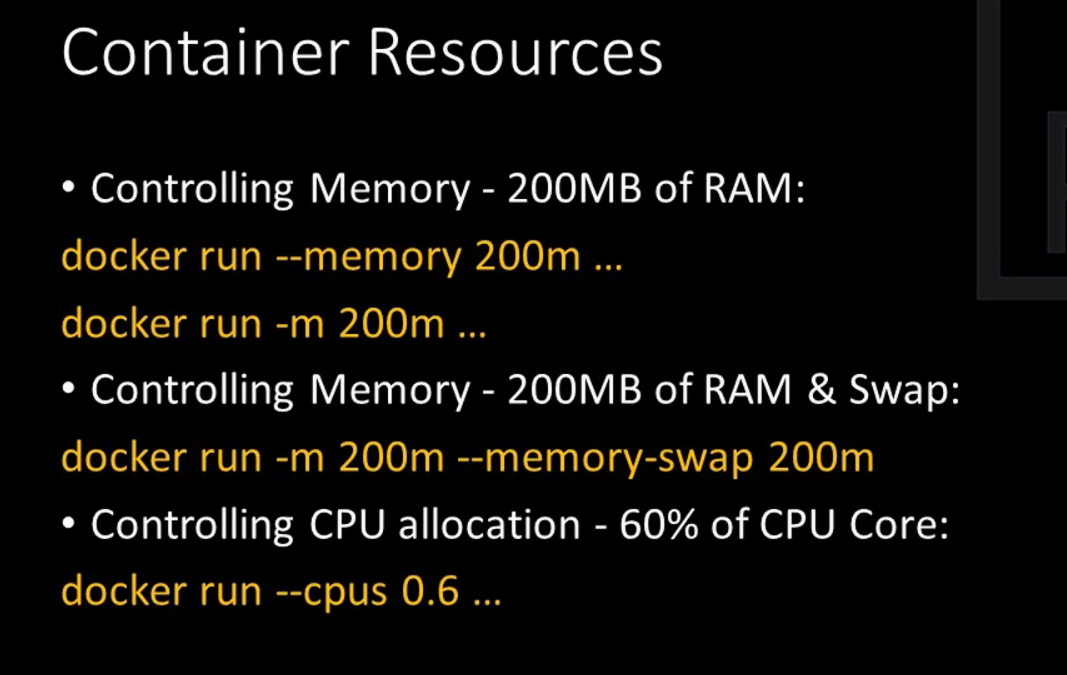 Container Resources
• Controlling Memory - 200MB of RAM:
docker run --memory 200m ...
docker run -m 200m ...
• Controlling Memory - 200MB of RAM & Swap:
docker run -m 200m --memory-swap 200m
• Controlling CPU allocation - 60% of CPU Core:
docker run --cpus 0.6 ...